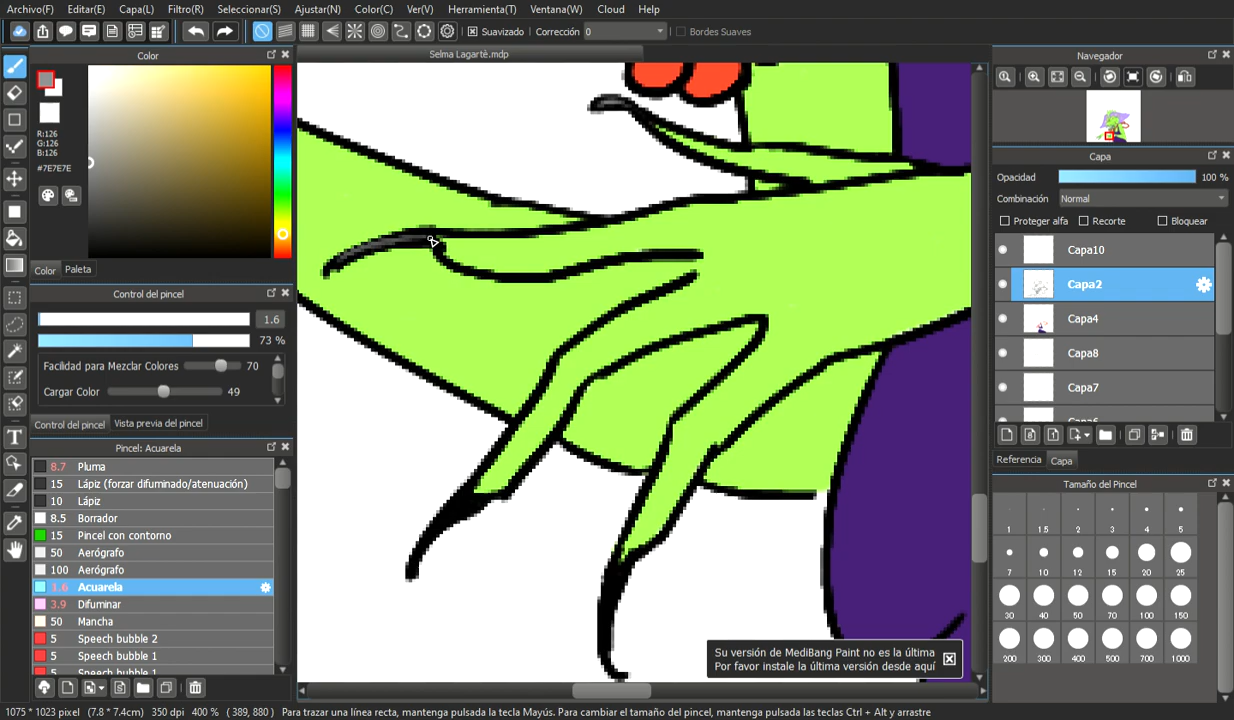 Archivo(F) Editar(E) Capa(L) Filtro(R) Seleccionar(S) Ajustar(N) Color(C) Ver(V) Herramienta(T) Ventana(W) Cloud Help
Suavizado Corrección 0 Bordes Suaves
Color
Selma Lagartê.mdp
Navegador
R:126
G:126
B:126
#7E7E7E
Color Paleta
Capa
Opacidad 100 %
Combinación Normal
Proteger alfa Recorte Bloquear
Capa10
Capa2
Capa4
Capa8
Capa7
Control del pincel
1.6
73 %
Facilidad para Mezclar Colores 70
Cargar Color 49
Control del pincel Vista previa del pincel
Pincel: Acuarela
8.7 Pluma
15 Lápiz (forzar difuminado/atenuación)
10 Lápiz
8.5 Borrador
15 Pincel con contorno
50 Aerógrafo
100 Aerógrafo
1.6 Acuarela
3.9 Difuminar
50 Mancha
5 Speech bubble 2
5 Speech bubble 1
5 Speech bubble 1
Referencia Capa
Tamaño del Pincel
1 1.5 2 3 4 5
7 10 12 15 20 25
30 40 50 70 100 150
200 300 400 500 700 1000
Su versión de MediBang Paint no es la última
Por favor instale la última versión desde aquí
1075 * 1023 pixel (7.8 * 7.4cm) 350 dpi 400 % ( 389, 880 ) Para trazar una línea recta, mantenga pulsada la tecla Mayús. Para cambiar el tamaño del pincel, mantenga pulsadas las teclas Ctrl + Alt y arrastre